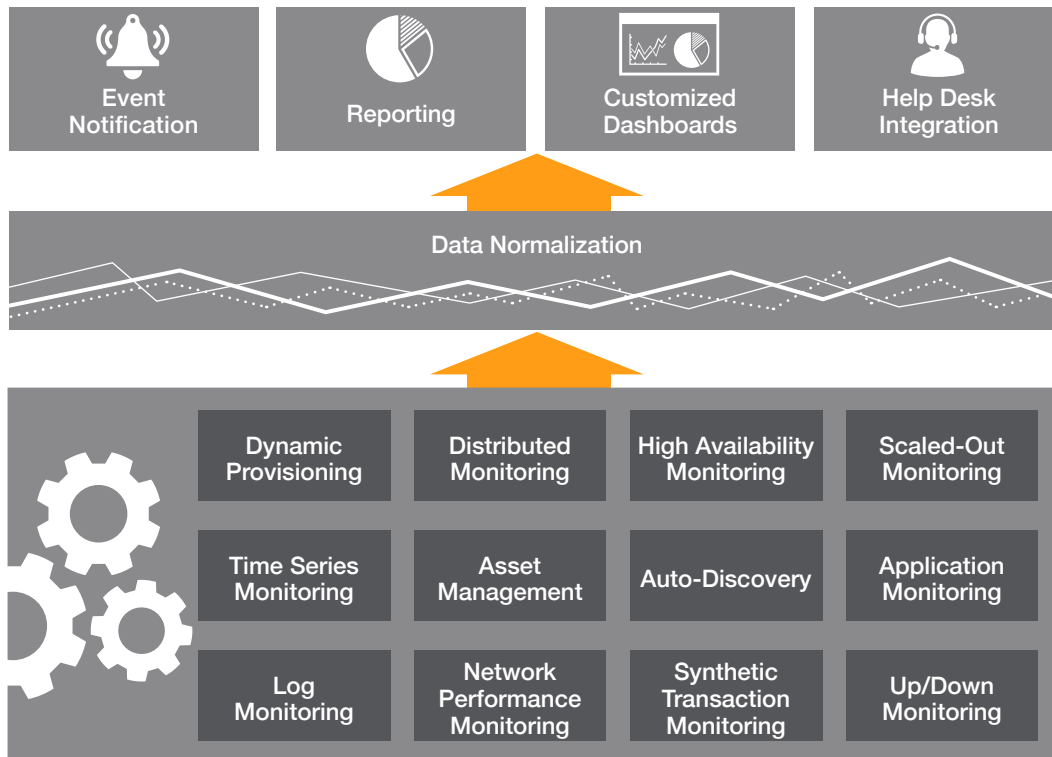 Event
Notification
Reporting
Customized
Dashboards
Help Desk
Integration
Data Normalization
Dynamic
Provisioning
Distributed
Monitoring
High Availability
Monitoring
Scaled-Out
Monitoring
Time Series
Monitoring
Asset
Management
Auto-Discovery
Application
Monitoring
Log
Monitoring
Network
Performance
Monitoring
Synthetic
Transaction
Monitoring
Up/Down
Monitoring